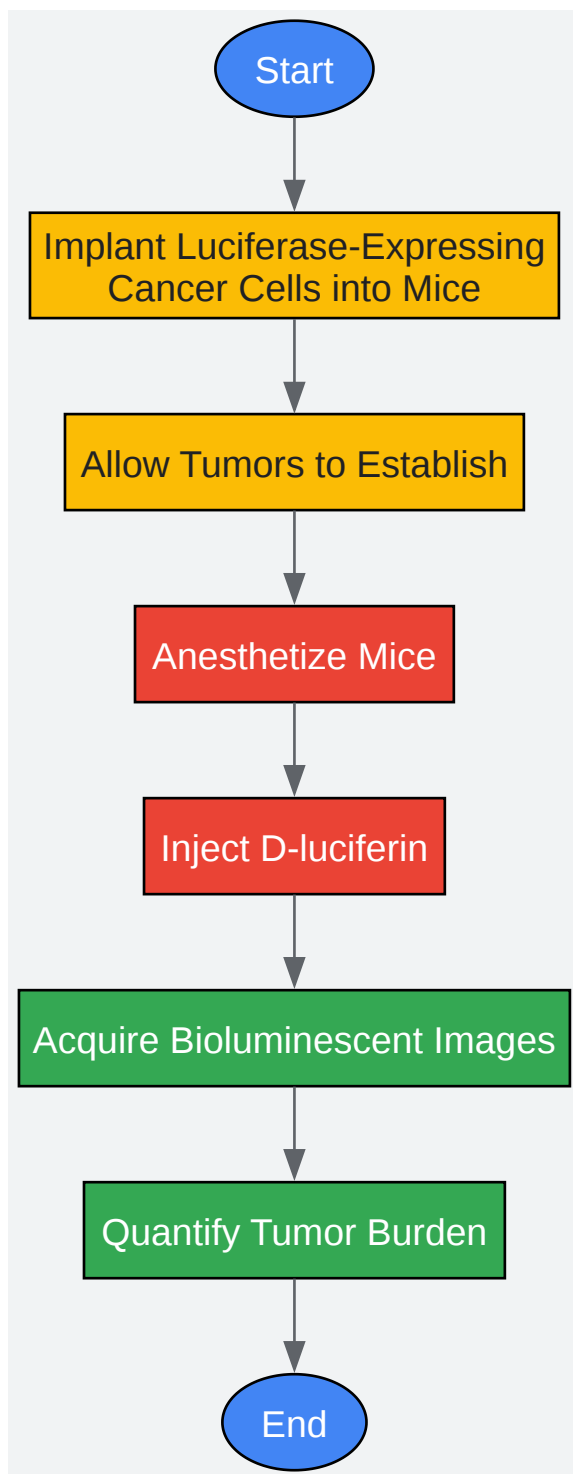 Start
Implant Luciferase-Expressing
Cancer Cells into Mice
Allow Tumors to Establish
Anesthetize Mice
Inject D-luciferin
Acquire Bioluminescent Images
Quantify Tumor Burden
End